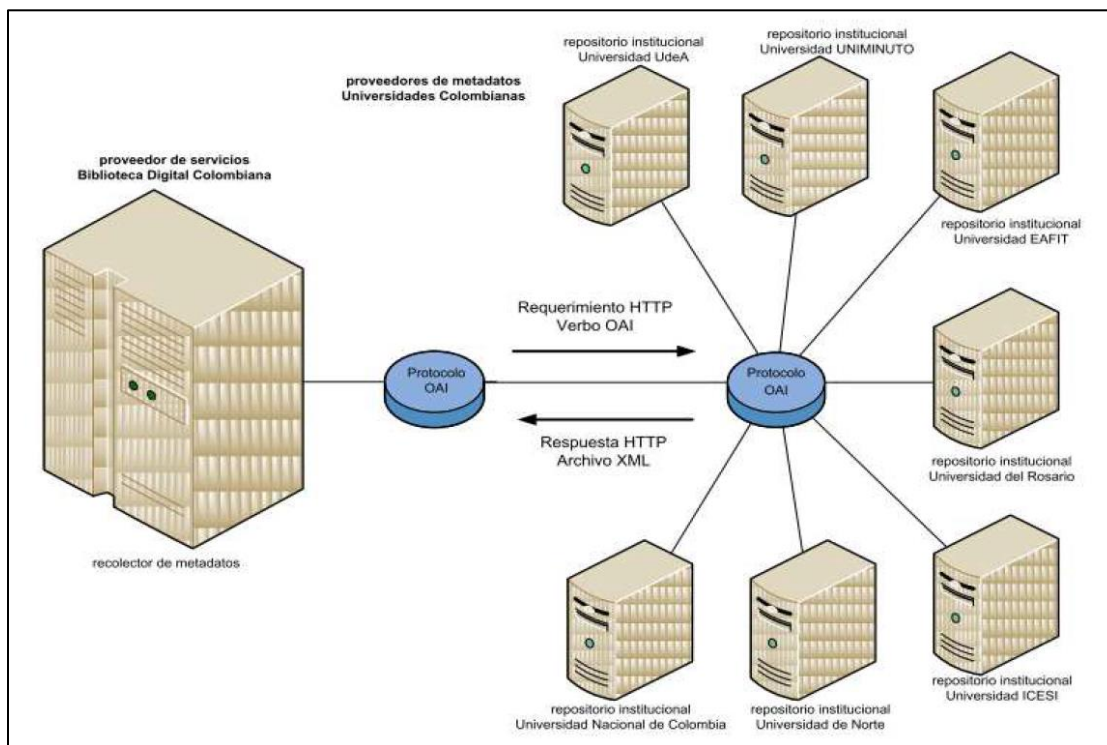 repositorio institucional
Universidad UdeA
repositorio institucional
Universidad UNIMINUTO
proveedores de metadatos
Universidades Colombianas
proveedor de servicios
Biblioteca Digital Colombiana
repositorio institucional
Universidad EAFIT
Requerimiento HTTP
Verbo OAI
Protocolo
OAI
Protocolo
OAI
Respuesta HTTP
Archivo XML
repositorio institucional
Universidad del Rosario
recolector de metadatos
repositorio institucional
Universidad ICESI
repositorio institucional
Universidad Nacional de Colombia
repositorio institucional
Universidad de Norte